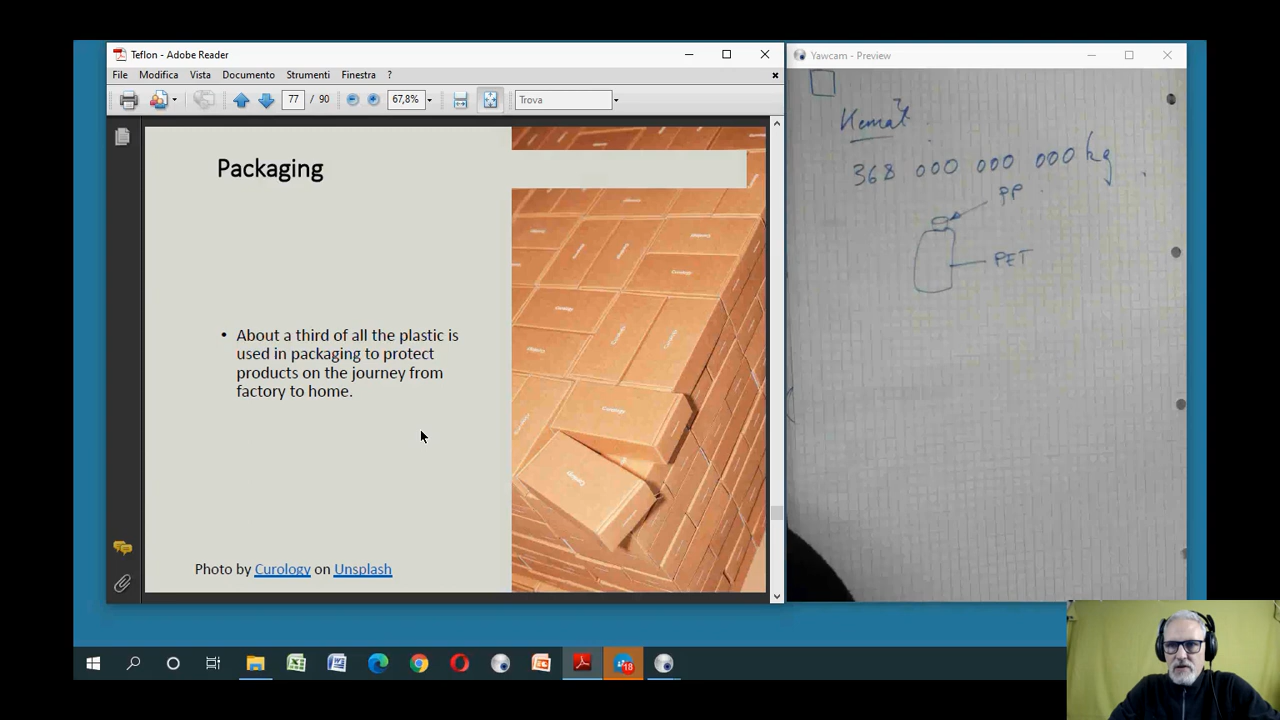 Teflon - Adobe Reader
File Modifica Vista Documento Strumenti Finestra ?
77 / 90 67,8% Trova
Packaging
• About a third of all the plastic is
used in packaging to protect
products on the journey from
factory to home.
Photo by Curology on Unsplash
Yawcam - Preview
368 000 000 000 kg
PP
PET
18